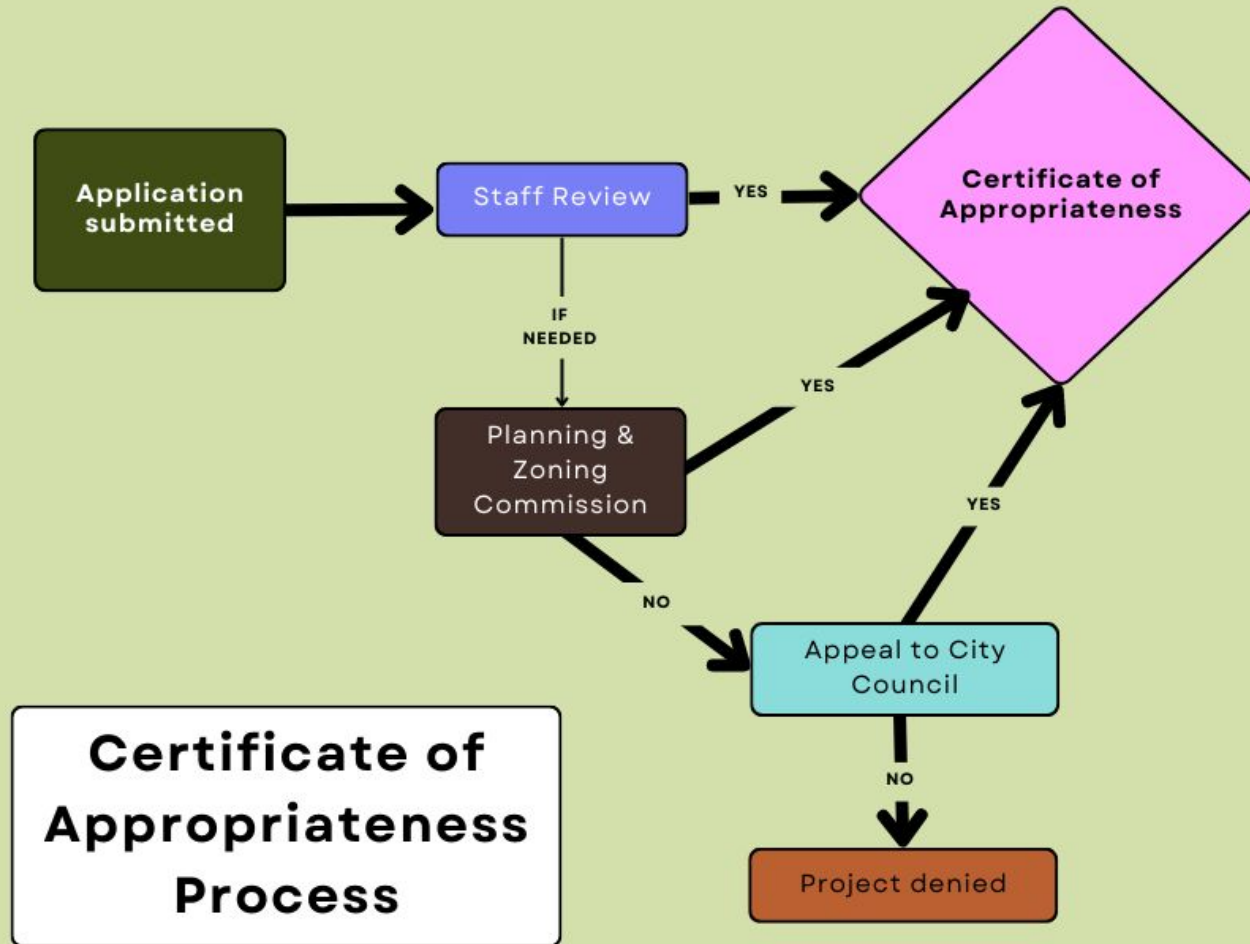 Application
submitted
Staff Review
YES
Certificate of
Appropriateness
IF
NEEDED
YES
Planning &
Zoning
Commission
YES
NO
Appeal to City
Council
NO
Project denied
Certificate of
Appropriateness
Process